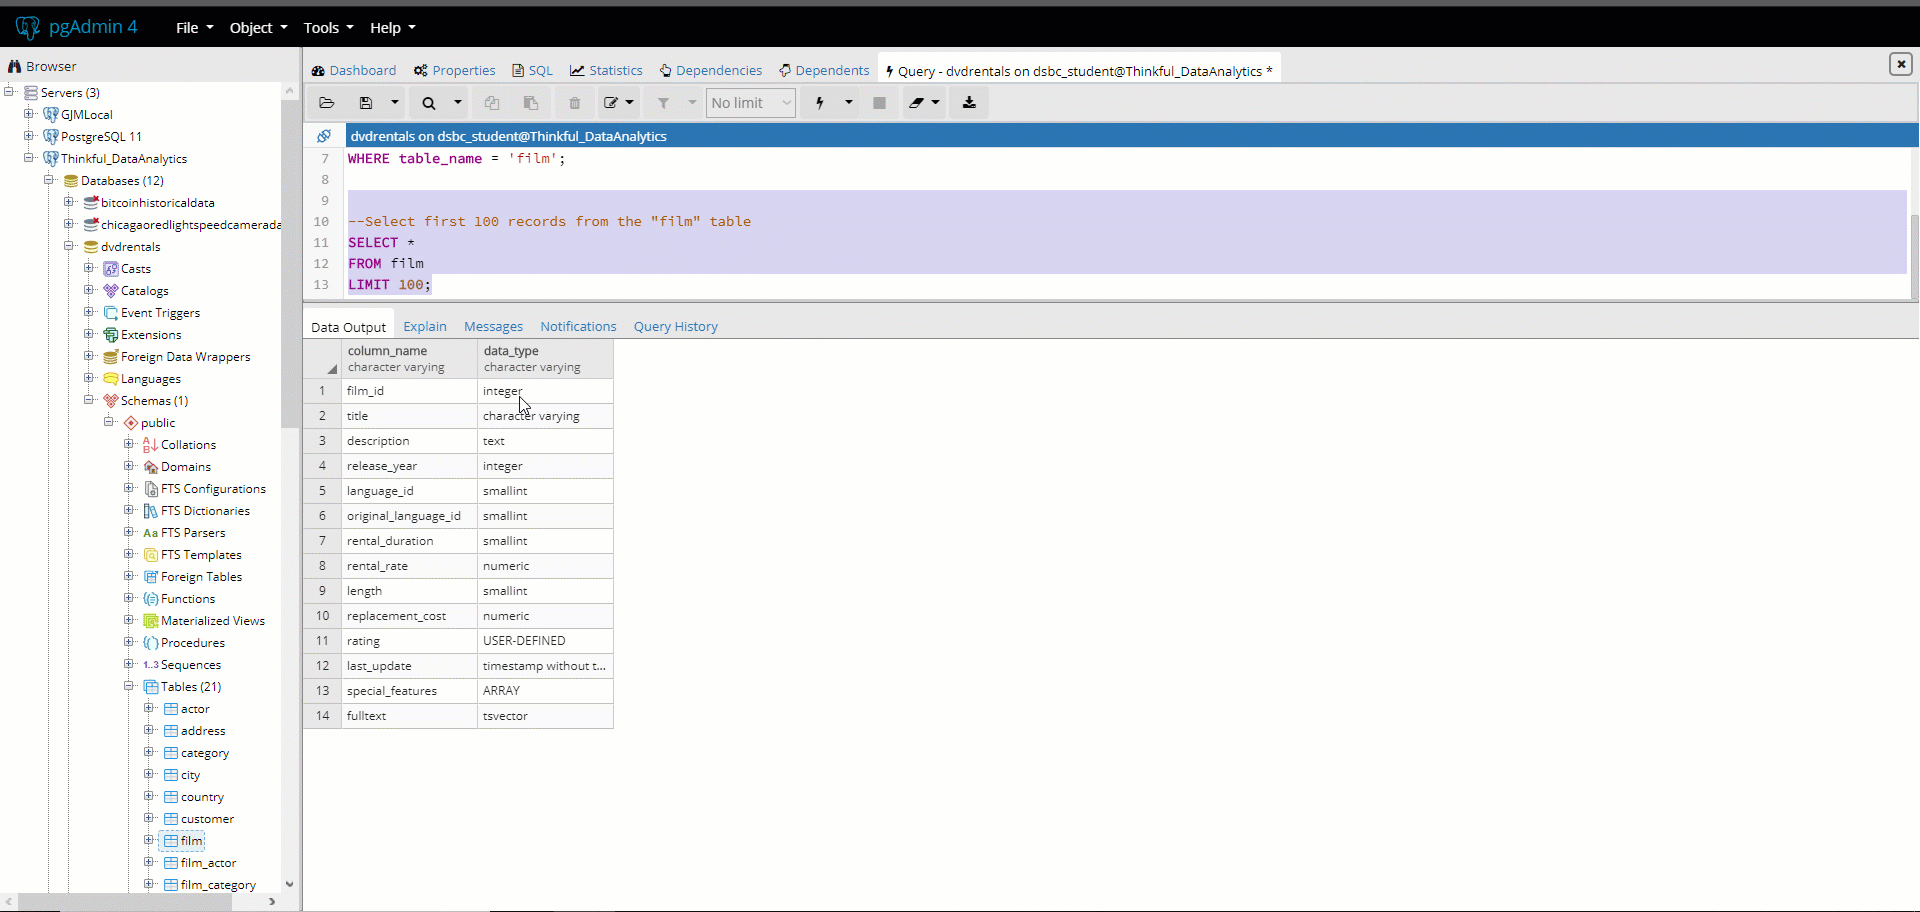 pgAdmin 4 File Object Tools Help
Browser
Servers (3)
GJMLocal
PostgreSQL 11
Thinkful_DataAnalytics
Databases (12)
bitcoinhistoricaldata
chicagaoredlightspeedcamerada
dvdrentals
Casts
Catalogs
Event Triggers
Extensions
Foreign Data Wrappers
Languages
Schemas (1)
public
Collations
Domains
FTS Configurations
FTS Dictionaries
Aa FTS Parsers
FTS Templates
Foreign Tables
Functions
Materialized Views
Procedures
1..3 Sequences
Tables (21)
actor
address
category
city
country
customer
film
film_actor
film_category
Dashboard Properties SQL Statistics Dependencies Dependents Query - dvdrentals on dsbc_student@Thinkful_DataAnalytics *
No limit
dvdrentals on dsbc_student@Thinkful_DataAnalytics
7 WHERE table_name = 'film';
8
9
10 --Select first 100 records from the "film" table
11 SELECT *
12 FROM film
13 LIMIT 100;
Data Output Explain Messages Notifications Query History
column_name data_type
character varying character varying
1 film_id integer
2 title character varying
3 description text
4 release_year integer
5 language_id smallint
6 original_language_id smallint
7 rental_duration smallint
8 rental_rate numeric
9 length smallint
10 replacement_cost numeric
11 rating USER-DEFINED
12 last_update timestamp without t...
13 special_features ARRAY
14 fulltext tsvector